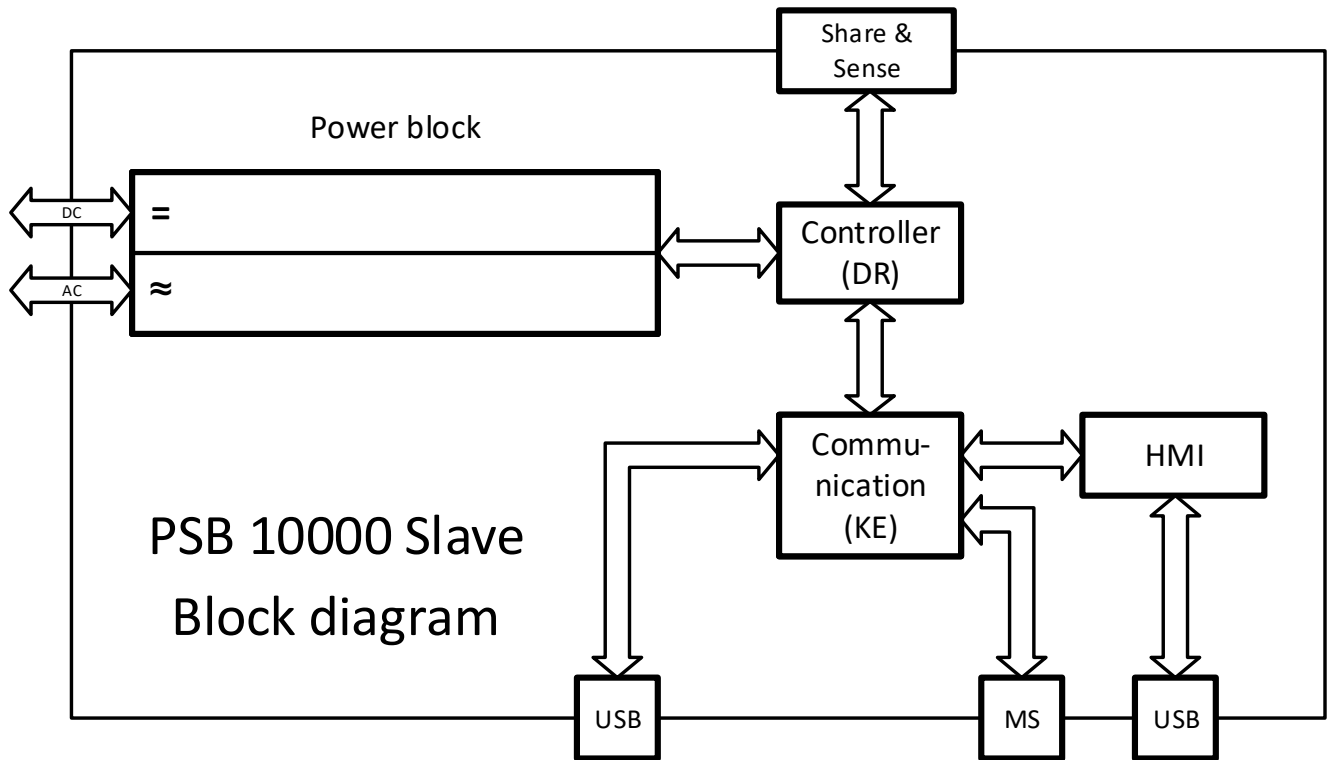 Share &
Sense
Power block
DC
=
AC
≈
Controller
(DR)
Commu-
nication
(KE)
HMI
PSB 10000 Slave
Block diagram
USB
MS
USB